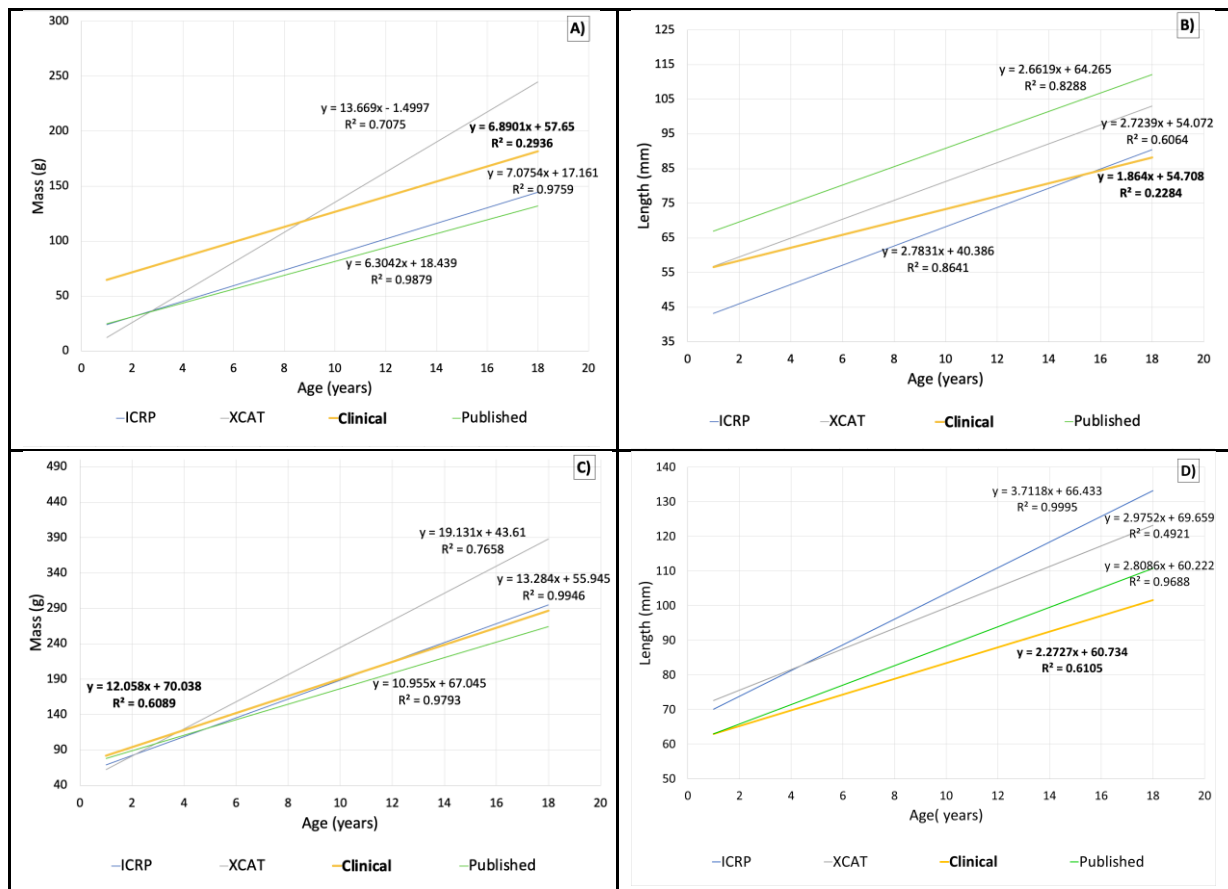 A)
300
250
200
150
100
50
0
Mass (g)
y = 13.669x - 1.4997
R² = 0.7075
y = 6.8901x + 57.65
R² = 0.2936
y = 7.0754x + 17.161
R² = 0.9759
y = 6.3042x + 18.439
R² = 0.9879
0 2 4 6 8 10 12 14 16 18 20
Age (years)
ICRP XCAT Clinical Published
B)
125
115
105
95
85
75
65
55
45
35
Length (mm)
y = 2.6619x + 64.265
R² = 0.8288
y = 2.7239x + 54.072
R² = 0.6064
y = 1.864x + 54.708
R² = 0.2284
y = 2.7831x + 40.386
R² = 0.8641
0 2 4 6 8 10 12 14 16 18 20
Age (years)
ICRP XCAT Clinical Published
C)
490
440
390
340
290
240
190
140
90
40
Mass (g)
y = 19.131x + 43.61
R² = 0.7658
y = 13.284x + 55.945
R² = 0.9946
y = 12.058x + 70.038
R² = 0.6089
y = 10.955x + 67.045
R² = 0.9793
0 2 4 6 8 10 12 14 16 18 20
Age (years)
ICRP XCAT Clinical Published
D)
140
130
120
110
100
90
80
70
60
50
Length (mm)
y = 3.7118x + 66.433
R² = 0.9995
y = 2.9752x + 69.659
R² = 0.4921
y = 2.8086x + 60.222
R² = 0.9688
y = 2.2727x + 60.734
R² = 0.6105
0 2 4 6 8 10 12 14 16 18 20
Age( years)
ICRP XCAT Clinical Published